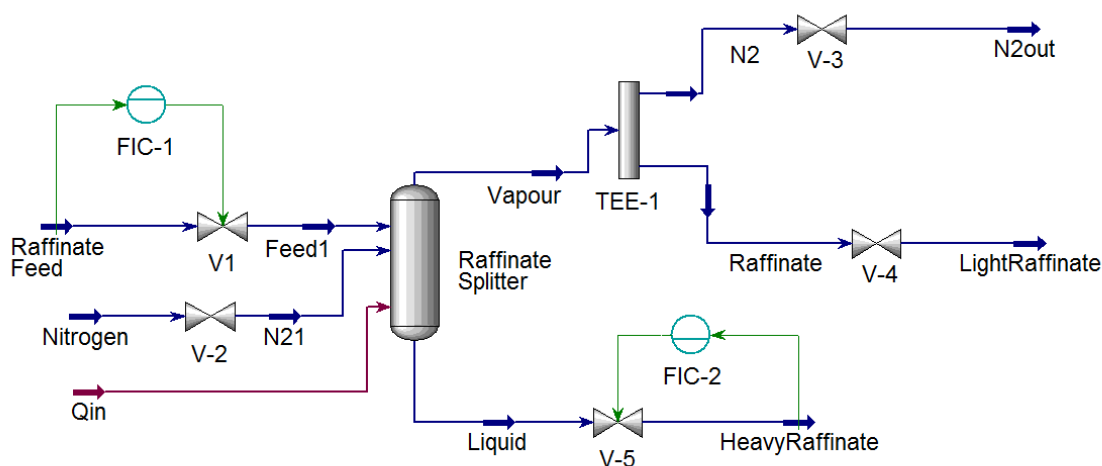 N2
V-3
N2out
FIC-1
Vapour
TEE-1
Raffinate
Feed
V1
Feed1
Raffinate
Splitter
Raffinate
V-4
LightRaffinate
Nitrogen
V-2
N21
FIC-2
Qin
Liquid
V-5
HeavyRaffinate